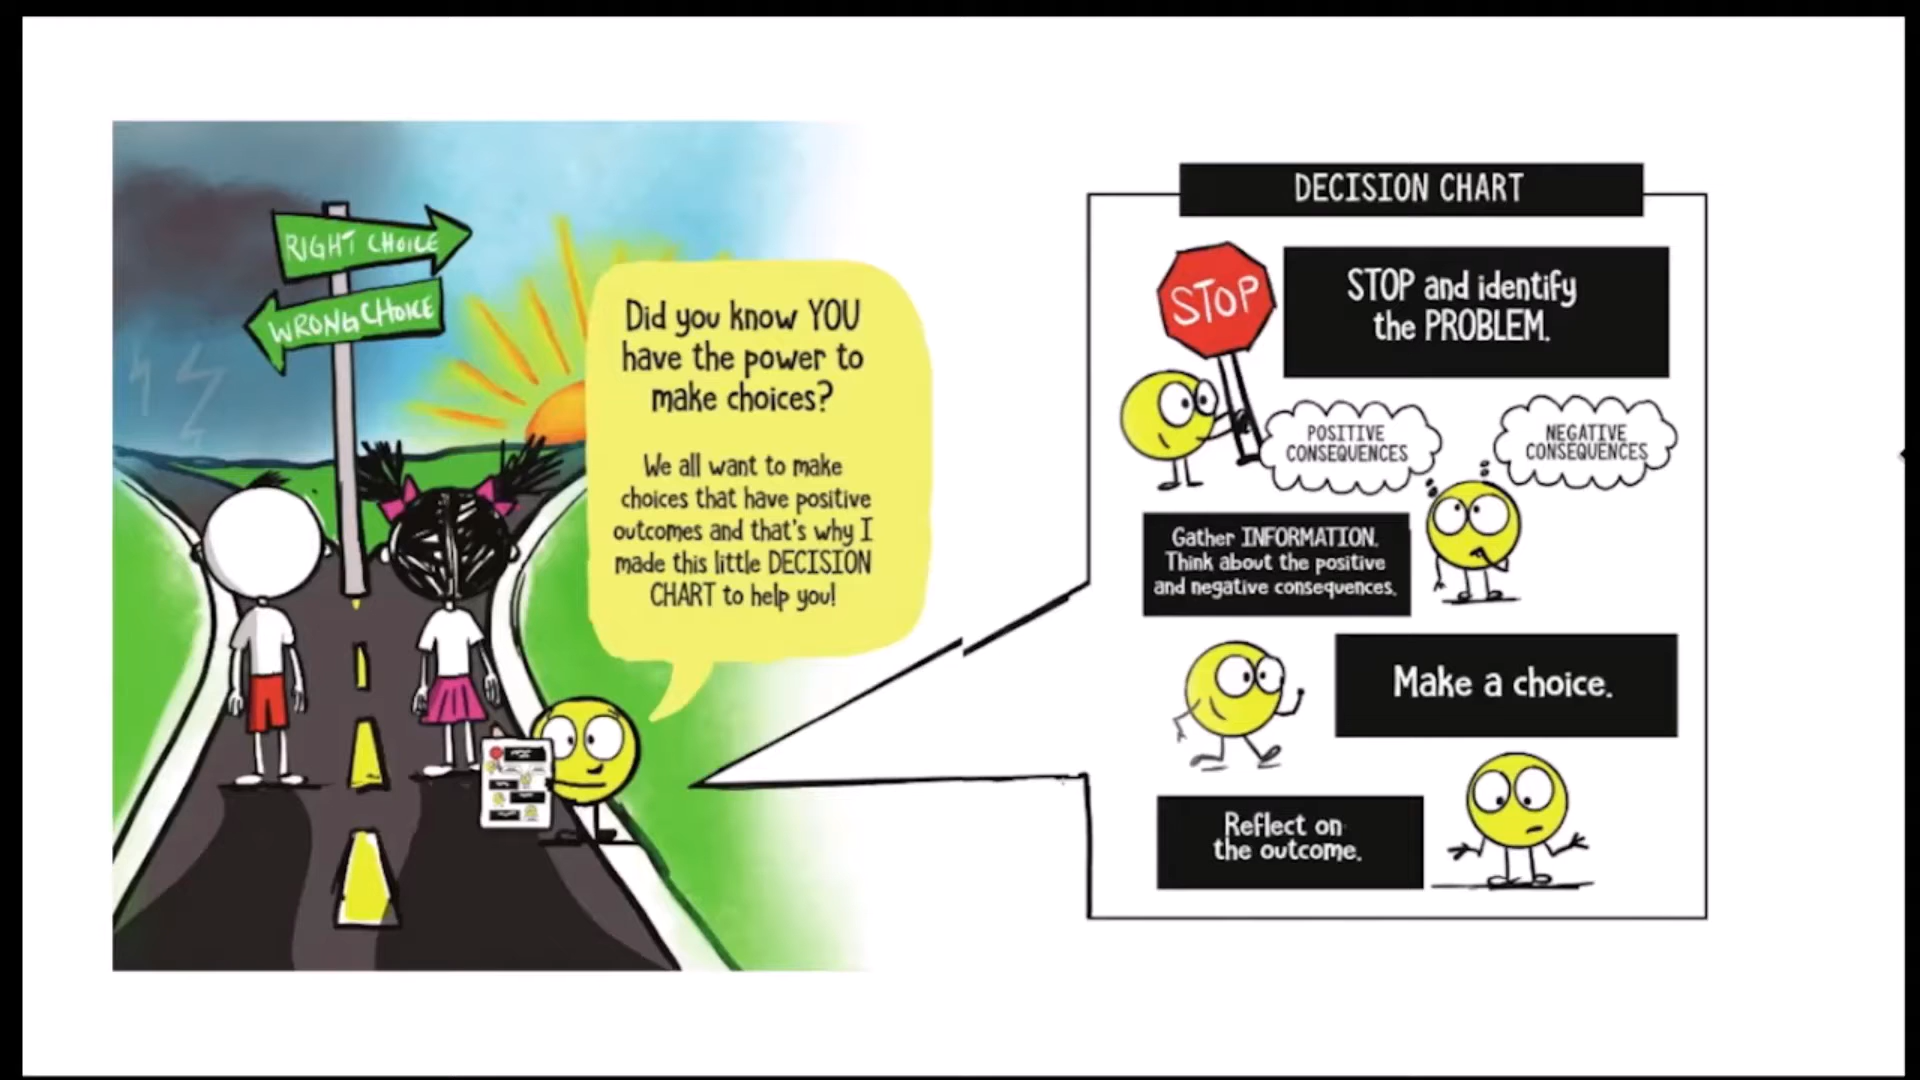 RIGHT CHOICE
WRONG CHOICE
Did you know YOU
have the power to
make choices?
We all want to make
choices that have positive
outcomes and that's why I
made this little DECISION
CHART to help you!
DECISION CHART
STOP
STOP and identify
the PROBLEM.
POSITIVE
CONSEQUENCES
NEGATIVE
CONSEQUENCES
Gather INFORMATION.
Think about the positive
and negative consequences.
Make a choice.
Reflect on
the outcome.